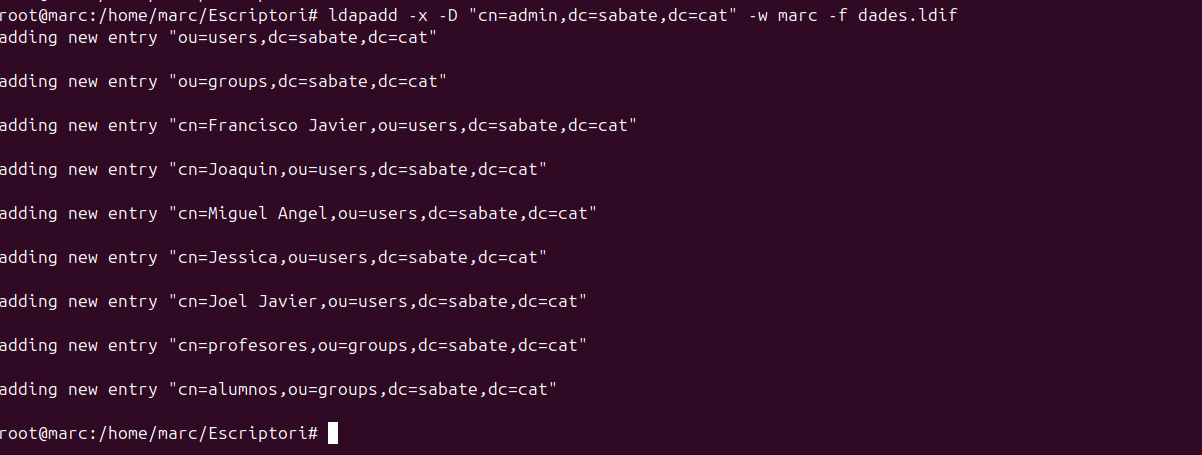 root@marc:/home/marc/Escriptori# ldapadd -x -D "cn=admin,dc=sabate,dc=cat" -w marc -f dades.ldif
adding new entry "ou=users,dc=sabate,dc=cat"
adding new entry "ou=groups,dc=sabate,dc=cat"
adding new entry "cn=Francisco Javier,ou=users,dc=sabate,dc=cat"
adding new entry "cn=Joaquin,ou=users,dc=sabate,dc=cat"
adding new entry "cn=Miguel Angel,ou=users,dc=sabate,dc=cat"
adding new entry "cn=Jessica,ou=users,dc=sabate,dc=cat"
adding new entry "cn=Joel Javier,ou=users,dc=sabate,dc=cat"
adding new entry "cn=profesores,ou=groups,dc=sabate,dc=cat"
adding new entry "cn=alumnos,ou=groups,dc=sabate,dc=cat"
root@marc:/home/marc/Escriptori#